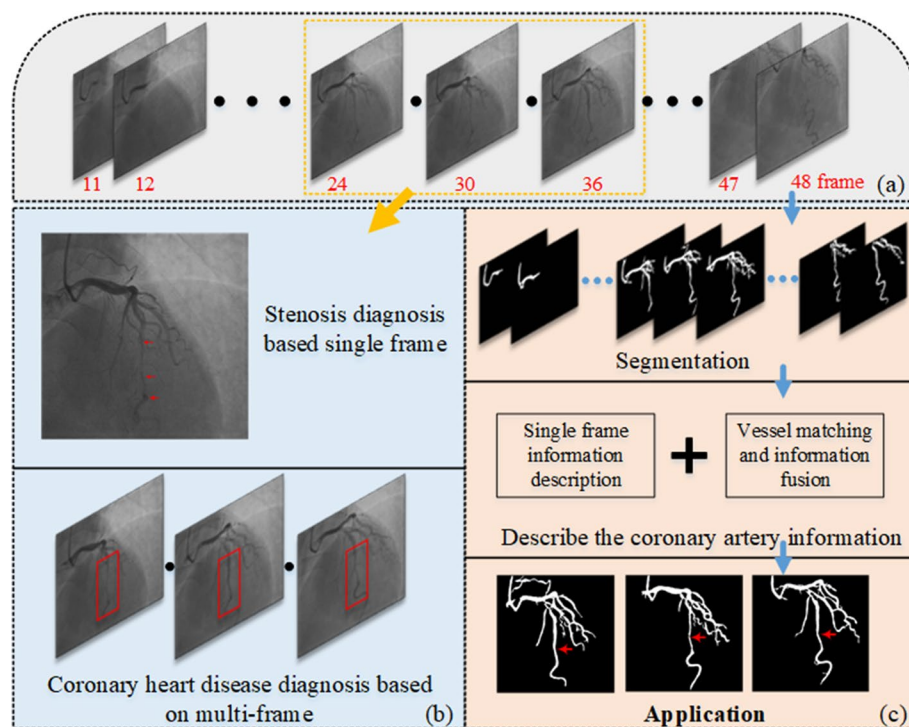 11
12
24
30
36
47
48 frame
(a)
Stenosis diagnosis
based single frame
Coronary heart disease diagnosis based
on multi-frame
(b)
Segmentation
Single frame
information
description
+
Vessel matching
and information
fusion
Describe the coronary artery information
Application
(c)